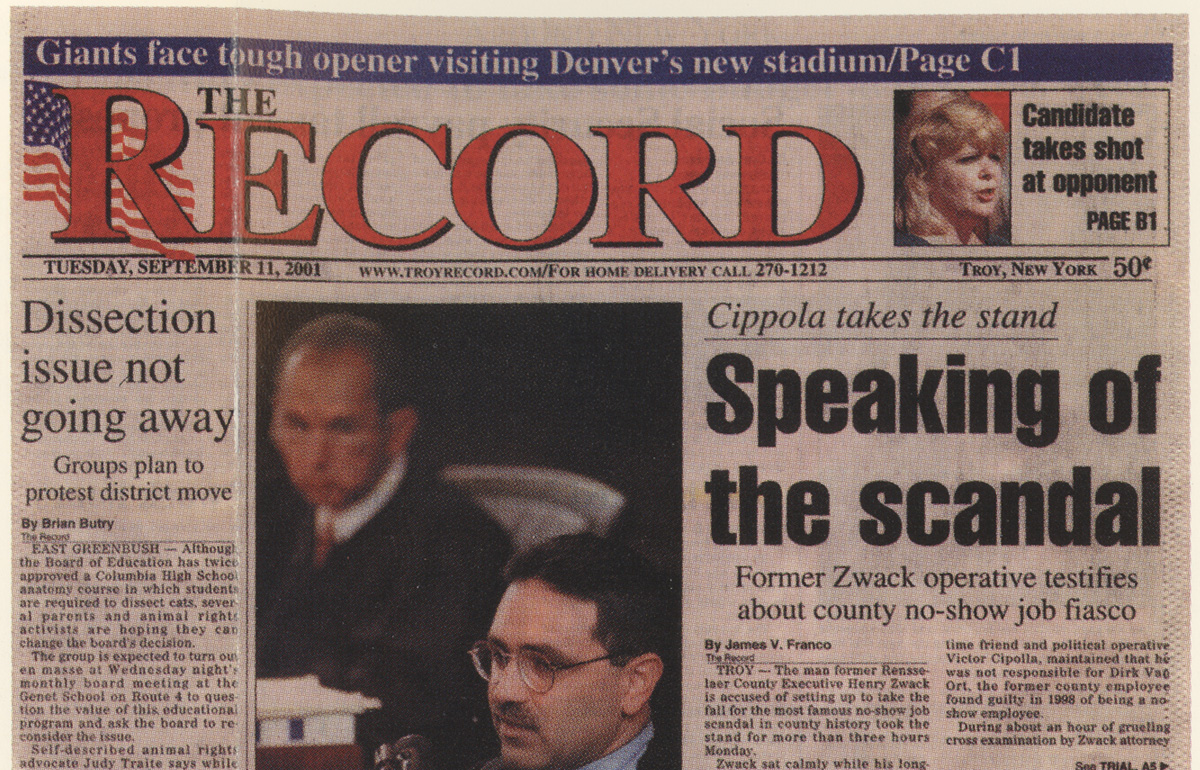 Giants face tough opener visiting Denver's new stadium/Page C1
THE
RECORD
Candidate
takes shot
at opponent
PAGE B1
TUESDAY, SEPTEMBER 11, 2001 WWW.TROYRECORD.COM/FOR HOME DELIVERY CALL 270-1212 TROY, NEW YORK 50¢
Dissection
issue not
going away
Groups plan to
protest district move
By Brian Butry
The Record
EAST GREENBUSH — Although
the Board of Education has twice
approved a Columbia High School
anatomy course in which students
are required to dissect cats, sever-
al parents and animal rights
activists are hoping they can
change the board's decision.
The group is expected to turn out
en masse at Wednesday night's
monthly board meeting at the
Genet School on Route 4 to ques-
tion the value of this educational
program and ask the board to re-
consider the issue.
Self-described animal rights
advocate Judy Traite says while
Cippola takes the stand
Speaking of
the scandal
Former Zwack operative testifies
about county no-show job fiasco
By James V. Franco
The Record
TROY — The man former Rensse-
laer County Executive Henry Zwack
is accused of setting up to take the
fall for the most famous no-show job
scandal in county history took the
stand for more than three hours
Monday.
Zwack sat calmly while his long-
time friend and political operative
Victor Cipolla, maintained that he
was not responsible for Dirk Van
Ort, the former county employee
found guilty in 1998 of being a no-
show employee.
During about an hour of grueling
cross examination by Zwack attorney
See TRIAL, A5 ▶